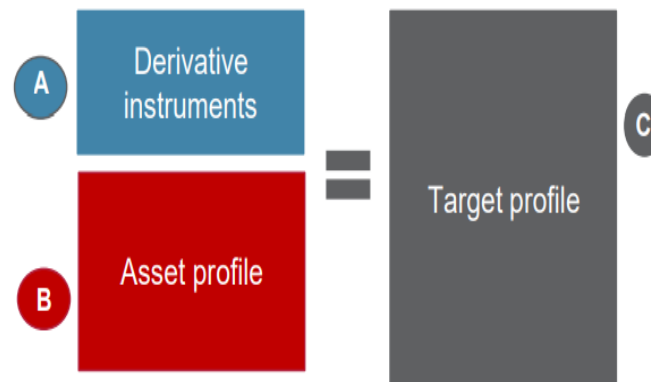 A
Derivative
instruments
=
C
Target profile
B
Asset profile